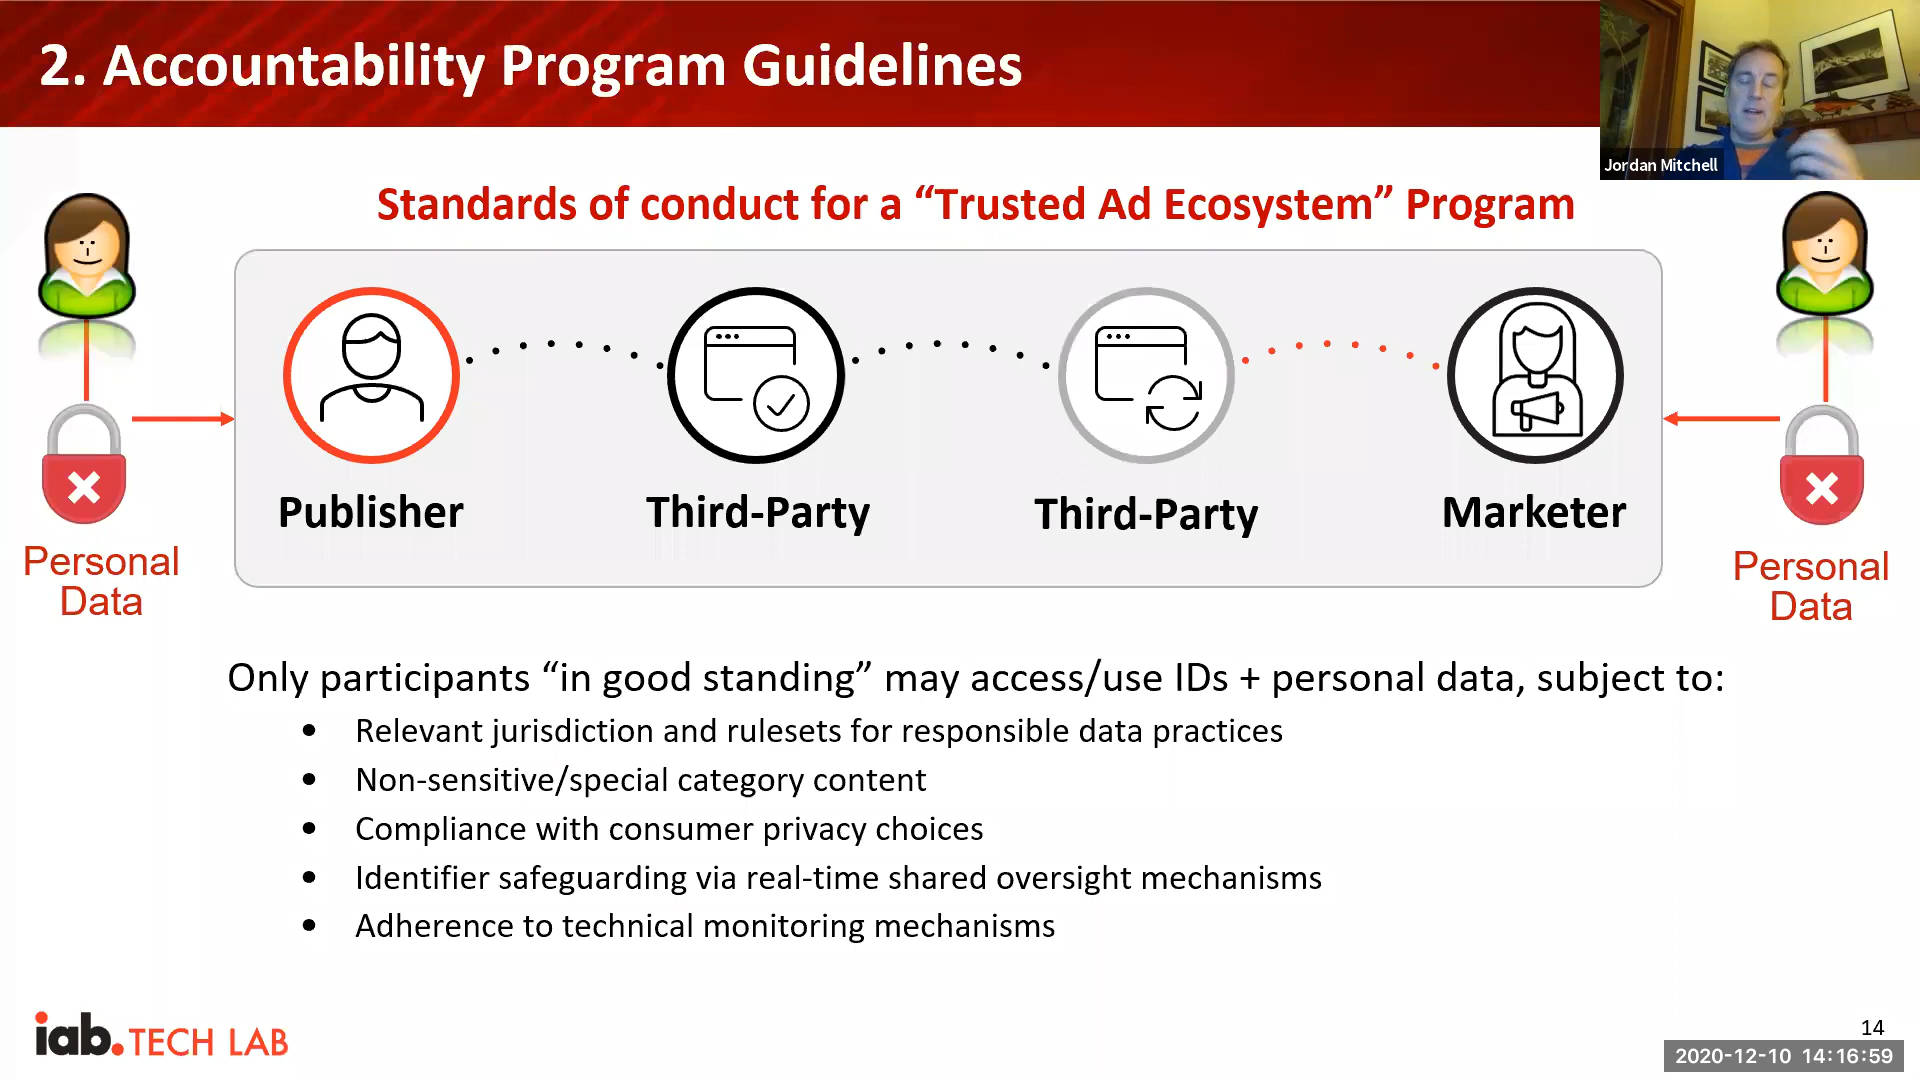 2. Accountability Program Guidelines
Jordan Mitchell
Standards of conduct for a “Trusted Ad Ecosystem” Program
Publisher
Third-Party
Third-Party
Marketer
Personal
Data
Personal
Data
Only participants “in good standing” may access/use IDs + personal data, subject to:
• Relevant jurisdiction and rulesets for responsible data practices
• Non-sensitive/special category content
• Compliance with consumer privacy choices
• Identifier safeguarding via real-time shared oversight mechanisms
• Adherence to technical monitoring mechanisms
iab.TECH LAB
14
2020-12-10 14:16:59